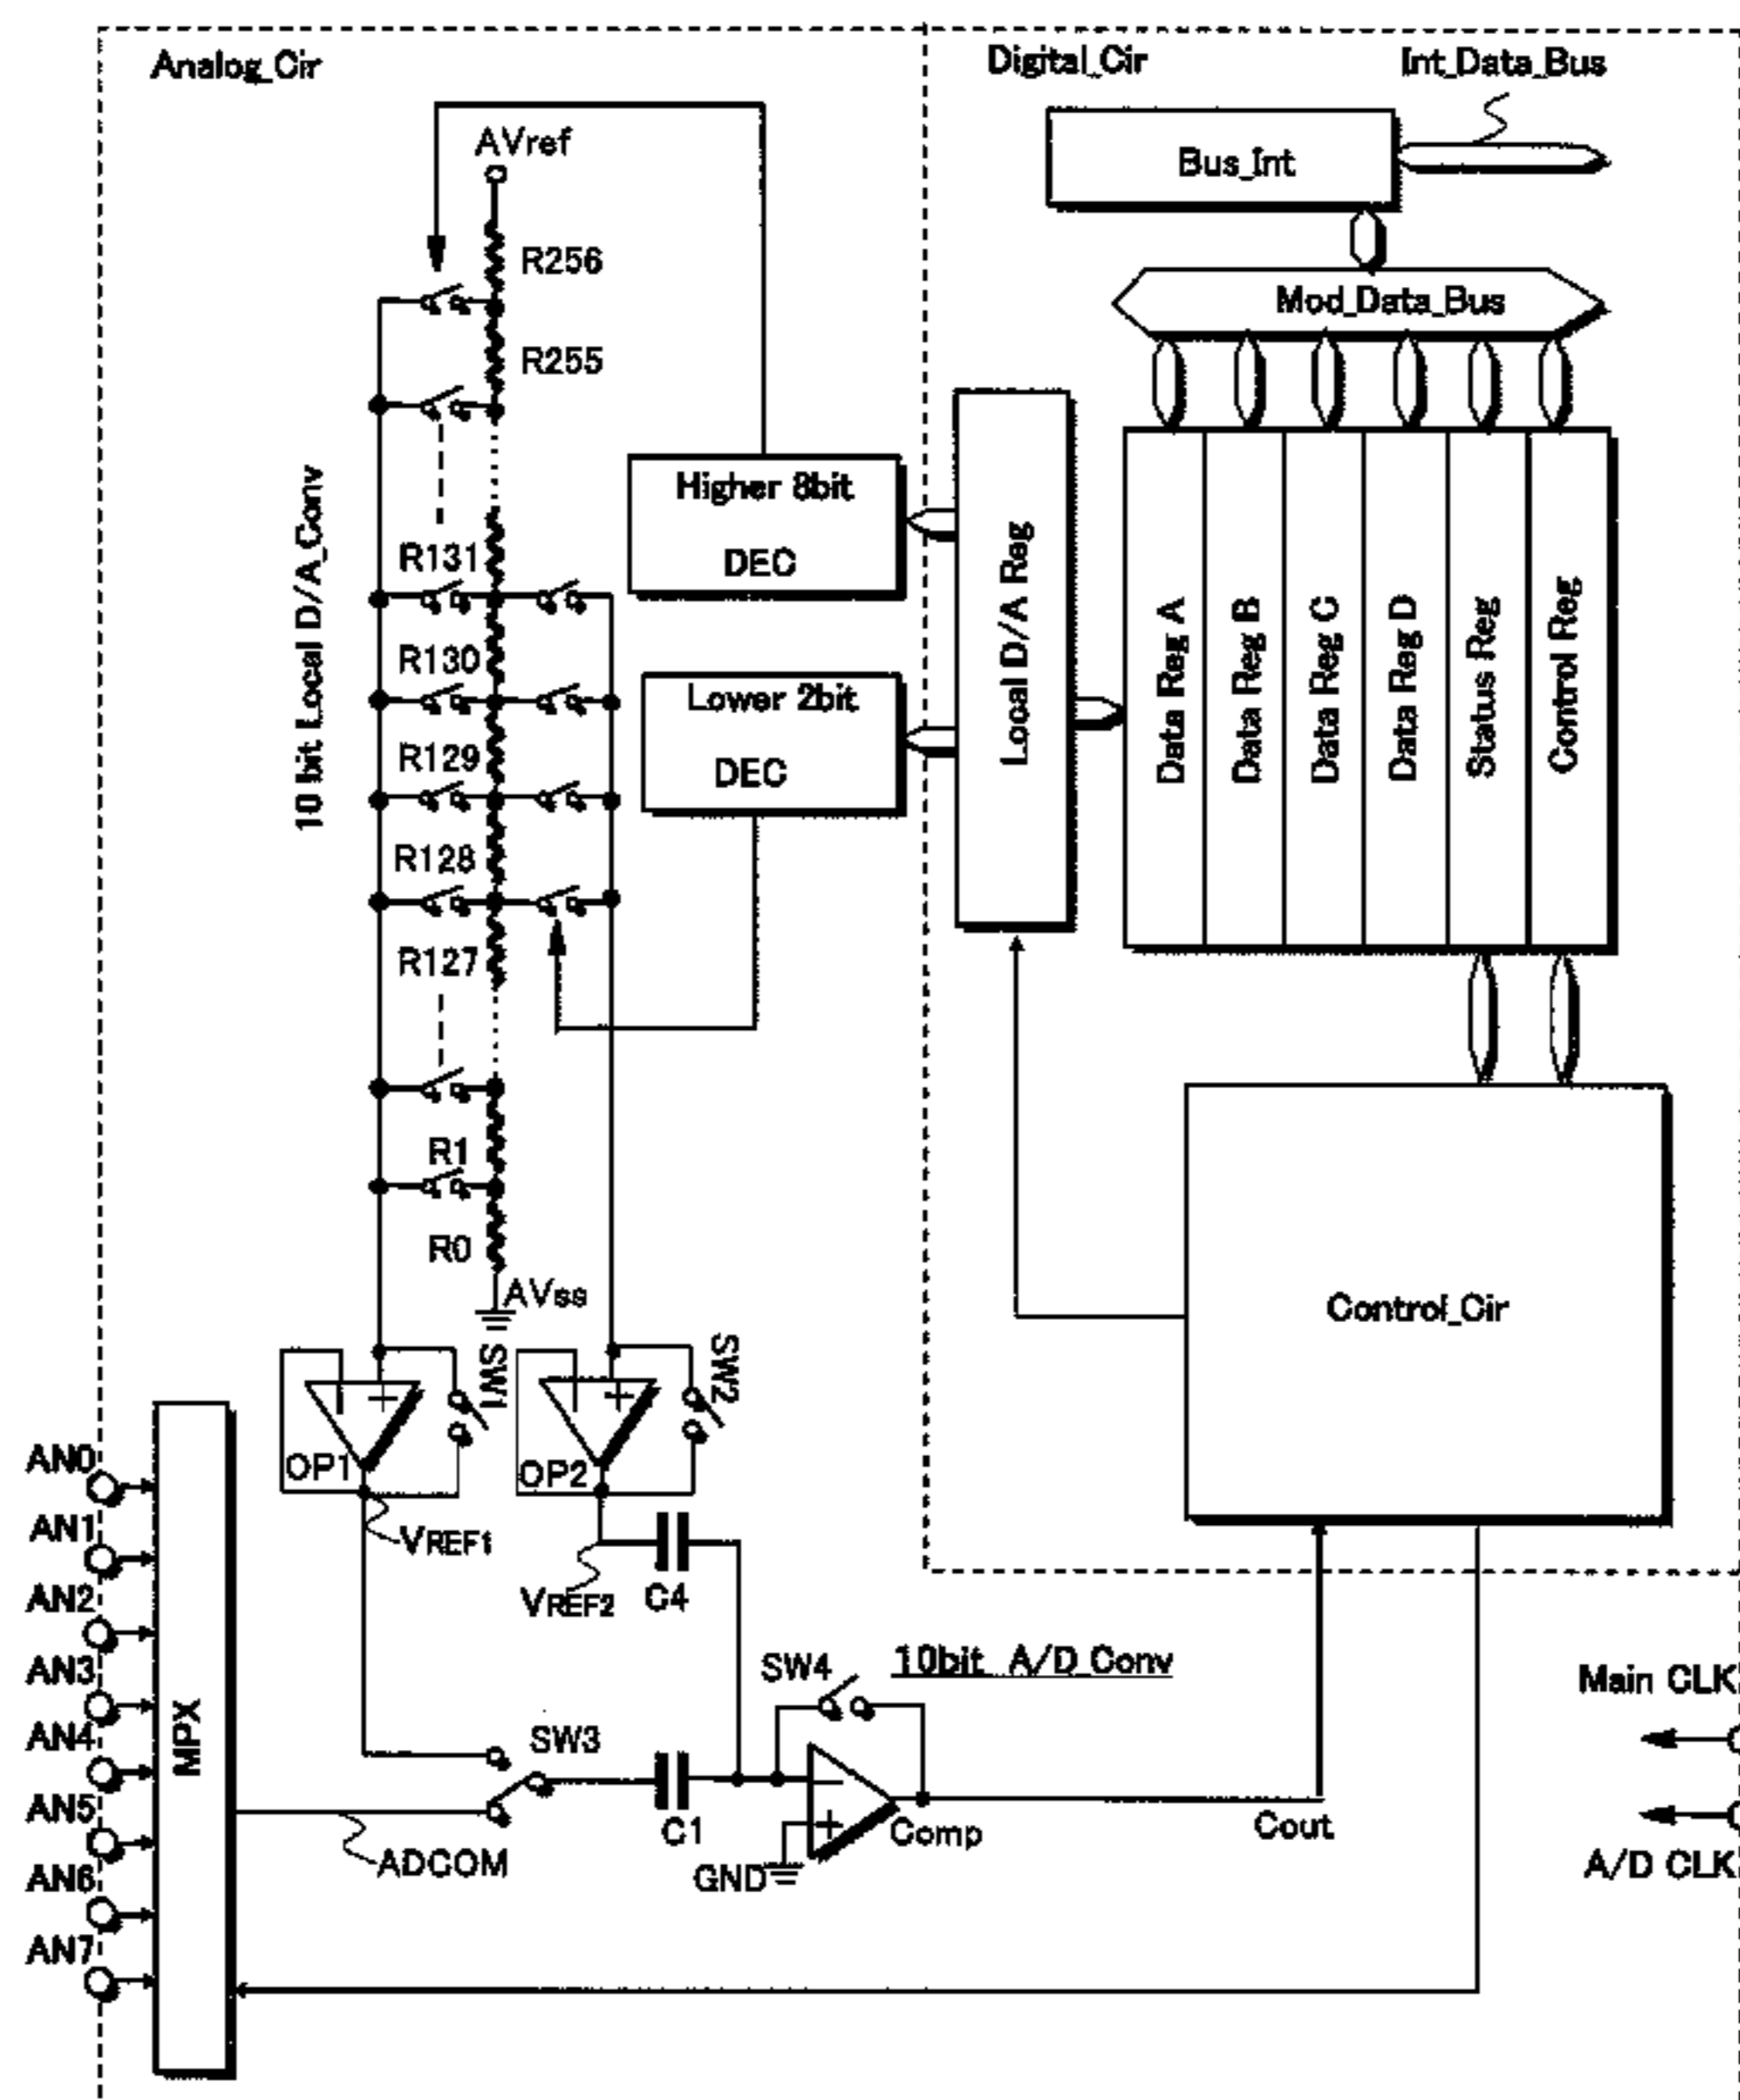 Analog_Cir
Digital_Cir
Int_Data_Bus
AVref
Bus_Int
R256
Mod_Data_Bus
R255
10 bit Local D/A_Conv
Higher 8bit
DEC
R131
R130
Lower 2bit
DEC
R129
R128
R127
Local D/A Reg
Data Reg A
Data Reg B
Data Reg C
Data Reg D
Status Reg
Control Reg
R1
R0
AVss
Control_Cir
SW1
SW2
OP1
OP2
VREF1
VREF2
C4
AN0
AN1
AN2
AN3
AN4
AN5
AN6
AN7
MPX
SW4
10bit A/D_Conv
SW3
C1
Comp
GND
ADCOM
Cout
Main CLK
A/D CLK
− +
− +
−
+